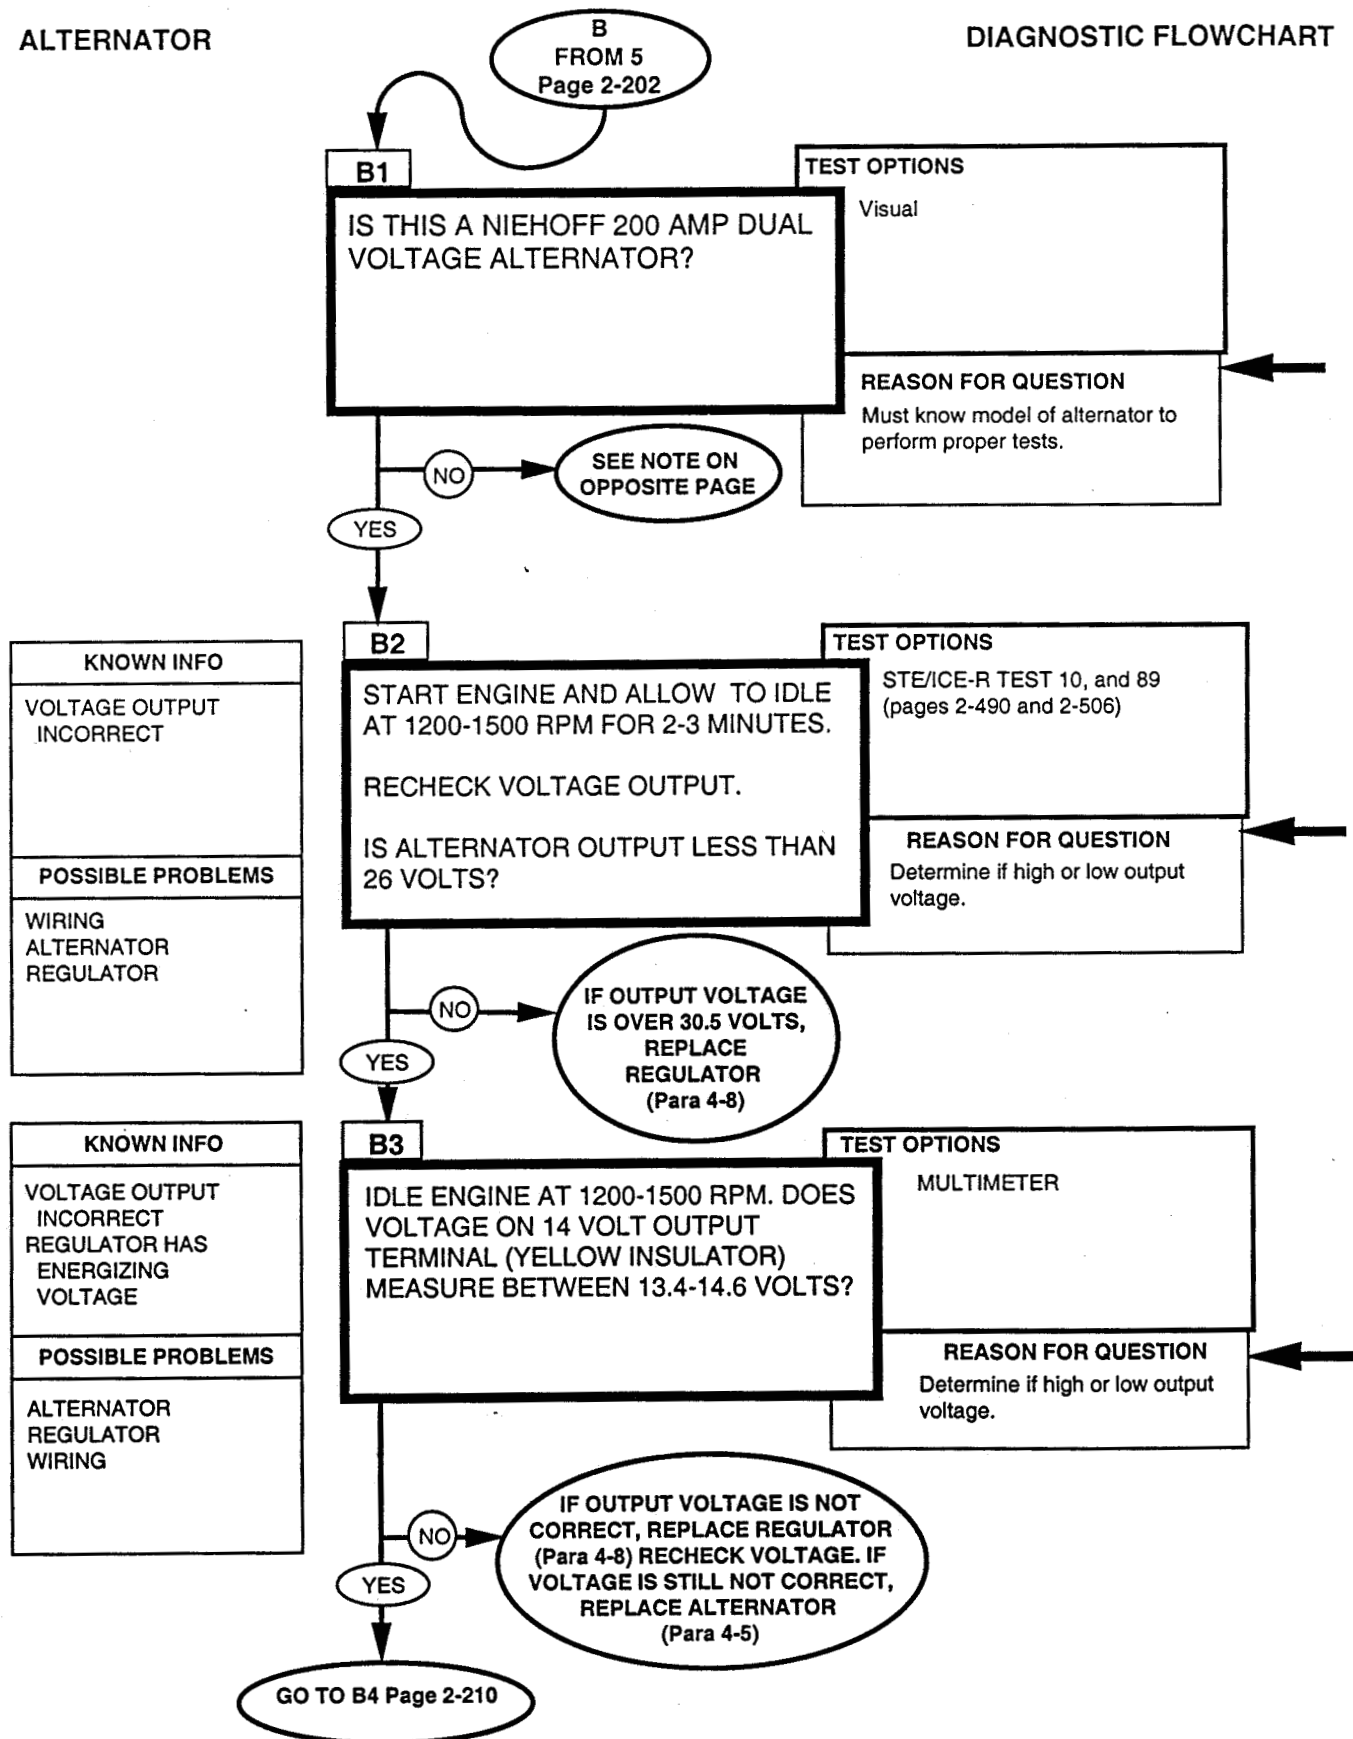 ALTERNATOR
DIAGNOSTIC FLOWCHART
B
FROM 5
Page 2-202
B1
IS THIS A NIEHOFF 200 AMP DUAL
VOLTAGE ALTERNATOR?
TEST OPTIONS
Visual
REASON FOR QUESTION
Must know model of alternator to
perform proper tests.
NO
SEE NOTE ON
OPPOSITE PAGE
YES
KNOWN INFO
VOLTAGE OUTPUT
INCORRECT
POSSIBLE PROBLEMS
WIRING
ALTERNATOR
REGULATOR
B2
START ENGINE AND ALLOW TO IDLE
AT 1200-1500 RPM FOR 2-3 MINUTES.
RECHECK VOLTAGE OUTPUT.
IS ALTERNATOR OUTPUT LESS THAN
26 VOLTS?
TEST OPTIONS
STE/ICE-R TEST 10, and 89
(pages 2-490 and 2-506)
REASON FOR QUESTION
Determine if high or low output
voltage.
NO
IF OUTPUT VOLTAGE
IS OVER 30.5 VOLTS,
REPLACE
REGULATOR
(Para 4-8)
YES
KNOWN INFO
VOLTAGE OUTPUT
INCORRECT
REGULATOR HAS
ENERGIZING
VOLTAGE
POSSIBLE PROBLEMS
ALTERNATOR
REGULATOR
WIRING
B3
IDLE ENGINE AT 1200-1500 RPM. DOES
VOLTAGE ON 14 VOLT OUTPUT
TERMINAL (YELLOW INSULATOR)
MEASURE BETWEEN 13.4-14.6 VOLTS?
TEST OPTIONS
MULTIMETER
REASON FOR QUESTION
Determine if high or low output
voltage.
NO
IF OUTPUT VOLTAGE IS NOT
CORRECT, REPLACE REGULATOR
(Para 4-8) RECHECK VOLTAGE. IF
VOLTAGE IS STILL NOT CORRECT,
REPLACE ALTERNATOR
(Para 4-5)
YES
GO TO B4 Page 2-210